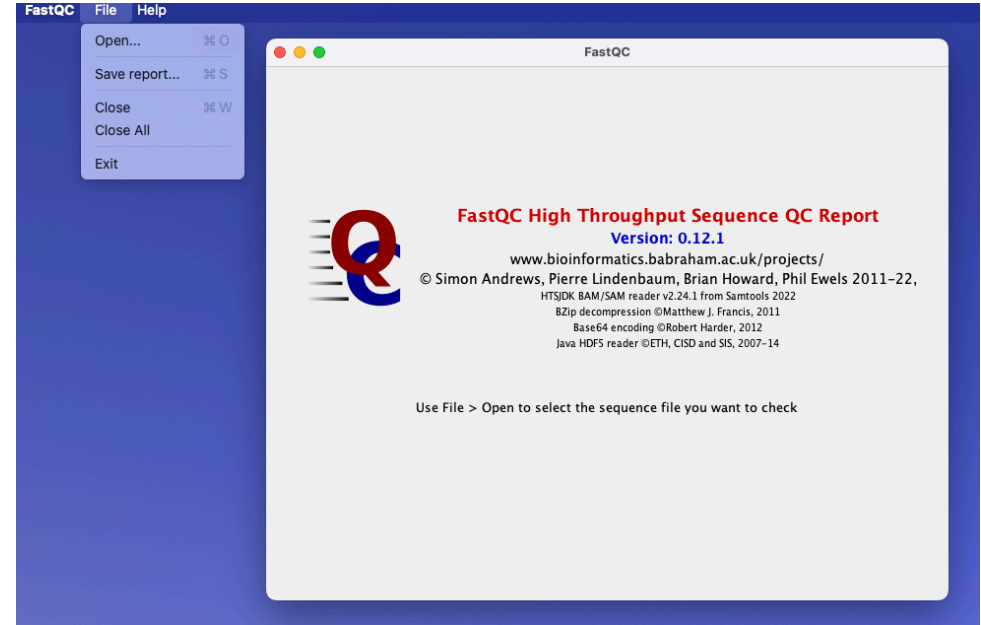 FastQC File Help
Open... ⌘ O
Save report... ⌘ S
Close ⌘ W
Close All
Exit
FastQC
QC
FastQC High Throughput Sequence QC Report
Version: 0.12.1
www.bioinformatics.babraham.ac.uk/projects/
© Simon Andrews, Pierre Lindenbaum, Brian Howard, Phil Ewels 2011-22,
HTSJDK BAM/SAM reader v2.24.1 from Samtools 2022
BZip decompression ©Matthew J. Francis, 2011
Base64 encoding ©Robert Harder, 2012
Java HDF5 reader ©ETH, CISD and SIS, 2007-14
Use File > Open to select the sequence file you want to check